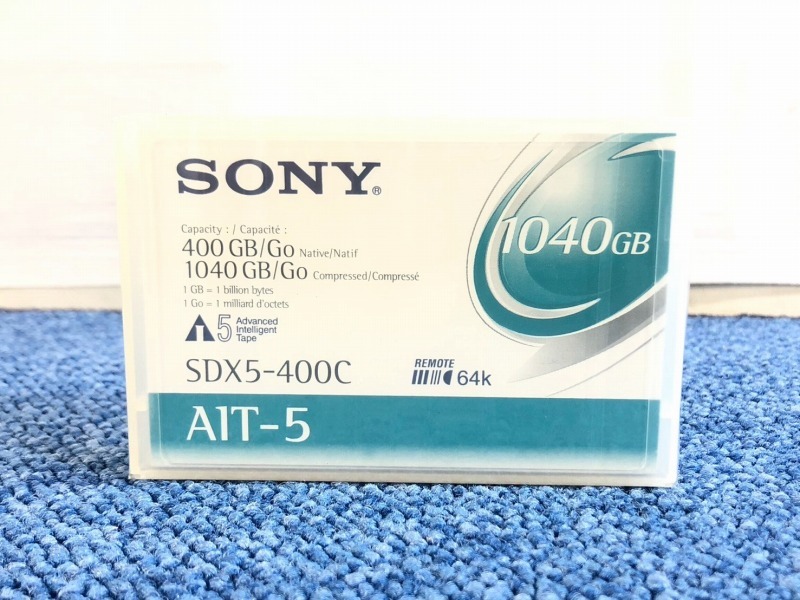 SONY®
1040GB
Capacity : / Capacité :
400 GB/Go Native/Natif
1040 GB/Go Compressed/Compressé
1 GB = 1 billion bytes
1 Go = 1 milliard d'octets
AIT 5 Advanced
Intelligent
Tape
SDX5-400C
REMOTE
64k
AIT-5